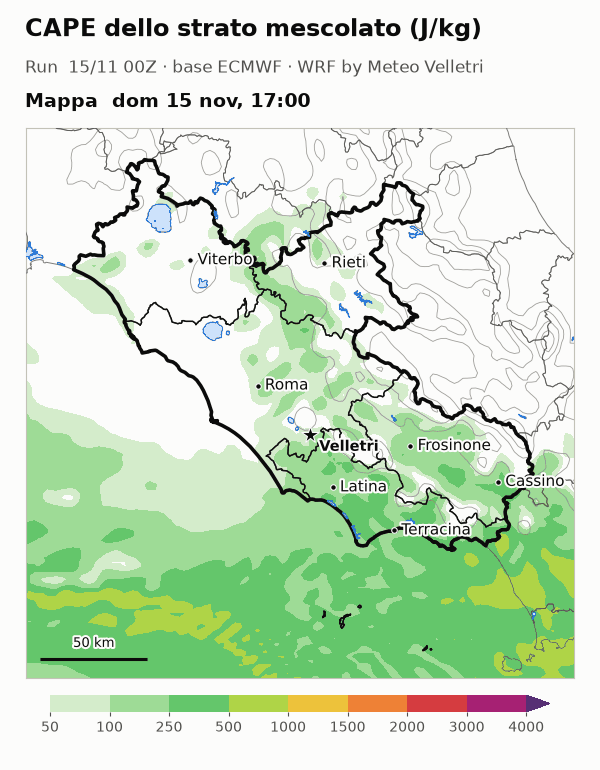 CAPE dello strato mescolato (J/kg)
Run  15/11 00Z · base ECMWF · WRF by Meteo Velletri
Mappa  dom 15 nov, 17:00
Viterbo
Rieti
Roma
Velletri
Frosinone
Latina
Cassino
Terracina
50 km
50 100 250 500 1000 1500 2000 3000 4000